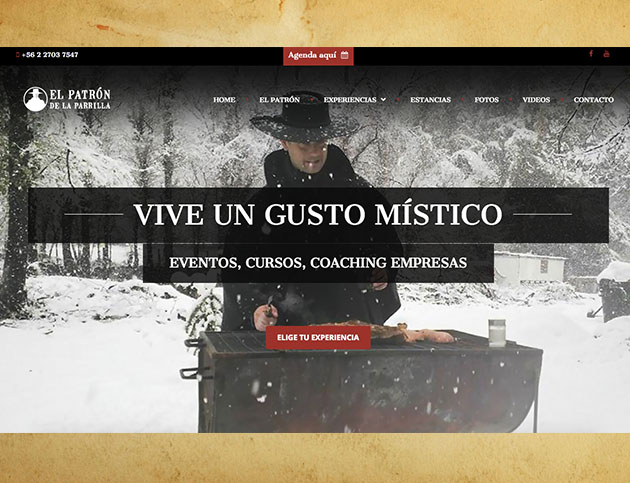 +56 2 2703 7547
Agenda aquí
EL PATRÓN
DE LA PARRILLA
HOME EL PATRÓN EXPERIENCIAS ESTANCIAS FOTOS VIDEOS CONTACTO
VIVE UN GUSTO MÍSTICO
EVENTOS, CURSOS, COACHING EMPRESAS
ELIGE TU EXPERIENCIA